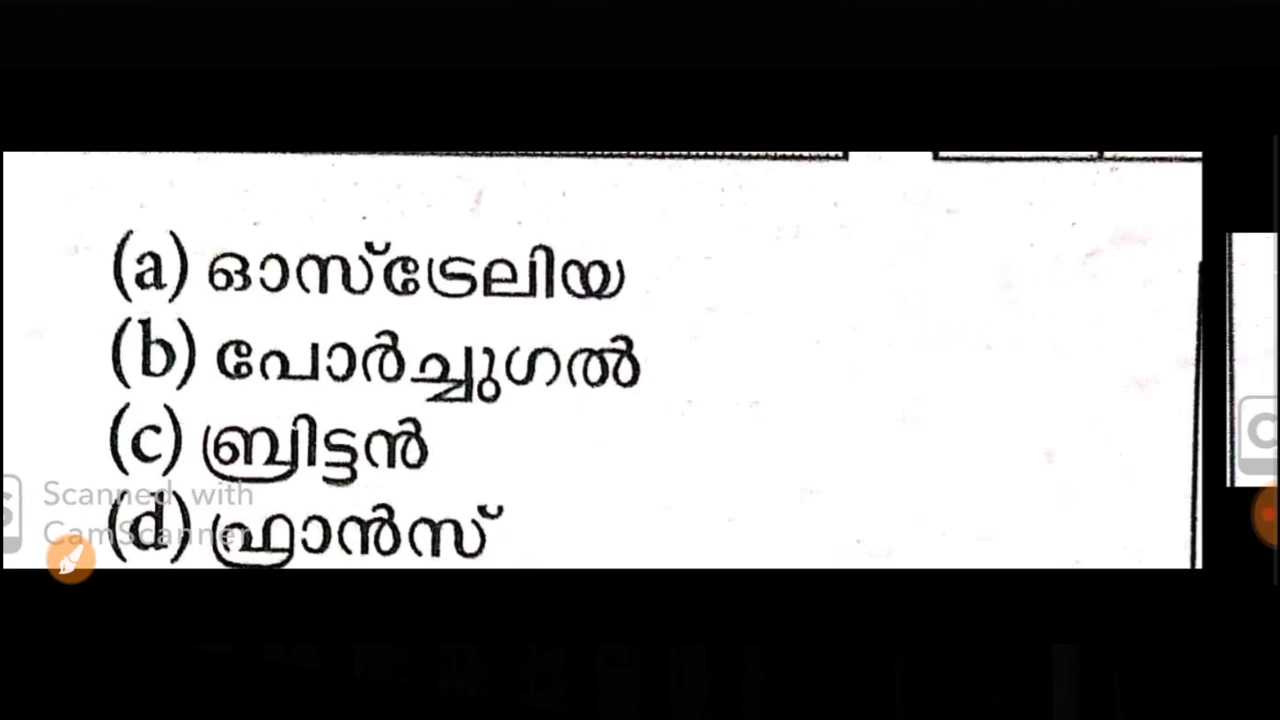 (a) ഓസ്ട്രേലിയ
(b) പോർച്ചുഗൽ
(c) ബ്രിട്ടൻ
Scanned with
CamScanner
(d) ഫ്രാൻസ്